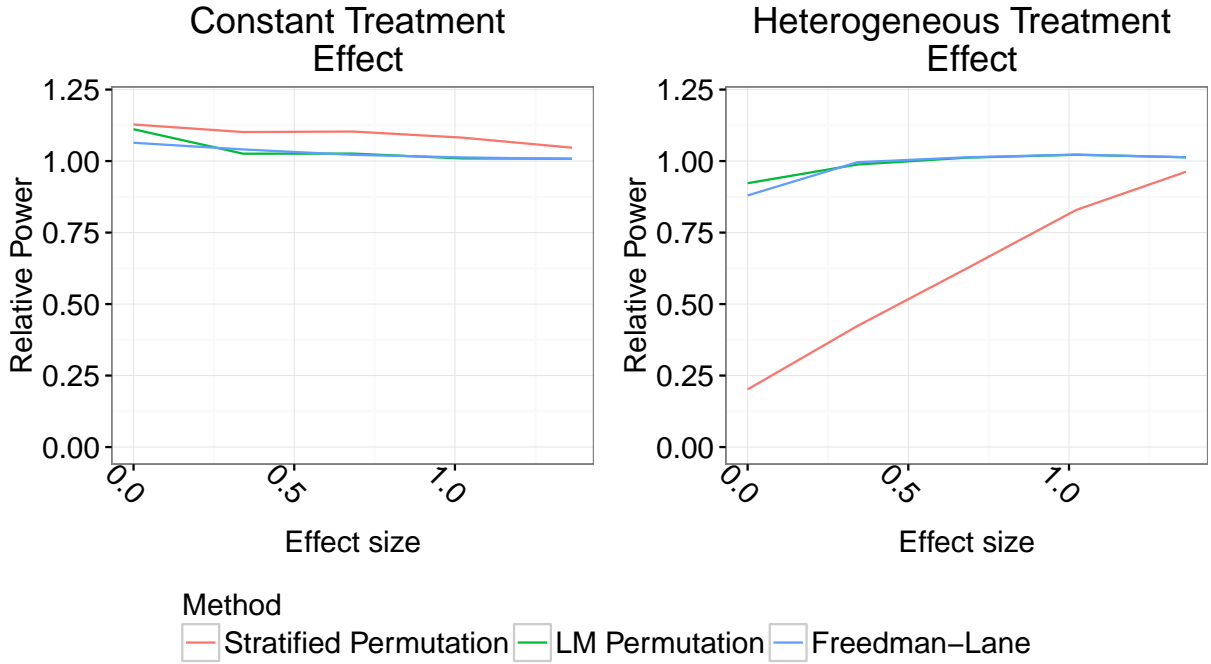 Constant Treatment
Effect
Relative Power
1.25
1.00
0.75
0.50
0.25
0.00
0.0
0.5
1.0
Effect size
Heterogeneous Treatment
Effect
Relative Power
1.25
1.00
0.75
0.50
0.25
0.00
0.0
0.5
1.0
Effect size
Method
Stratified Permutation LM Permutation Freedman−Lane